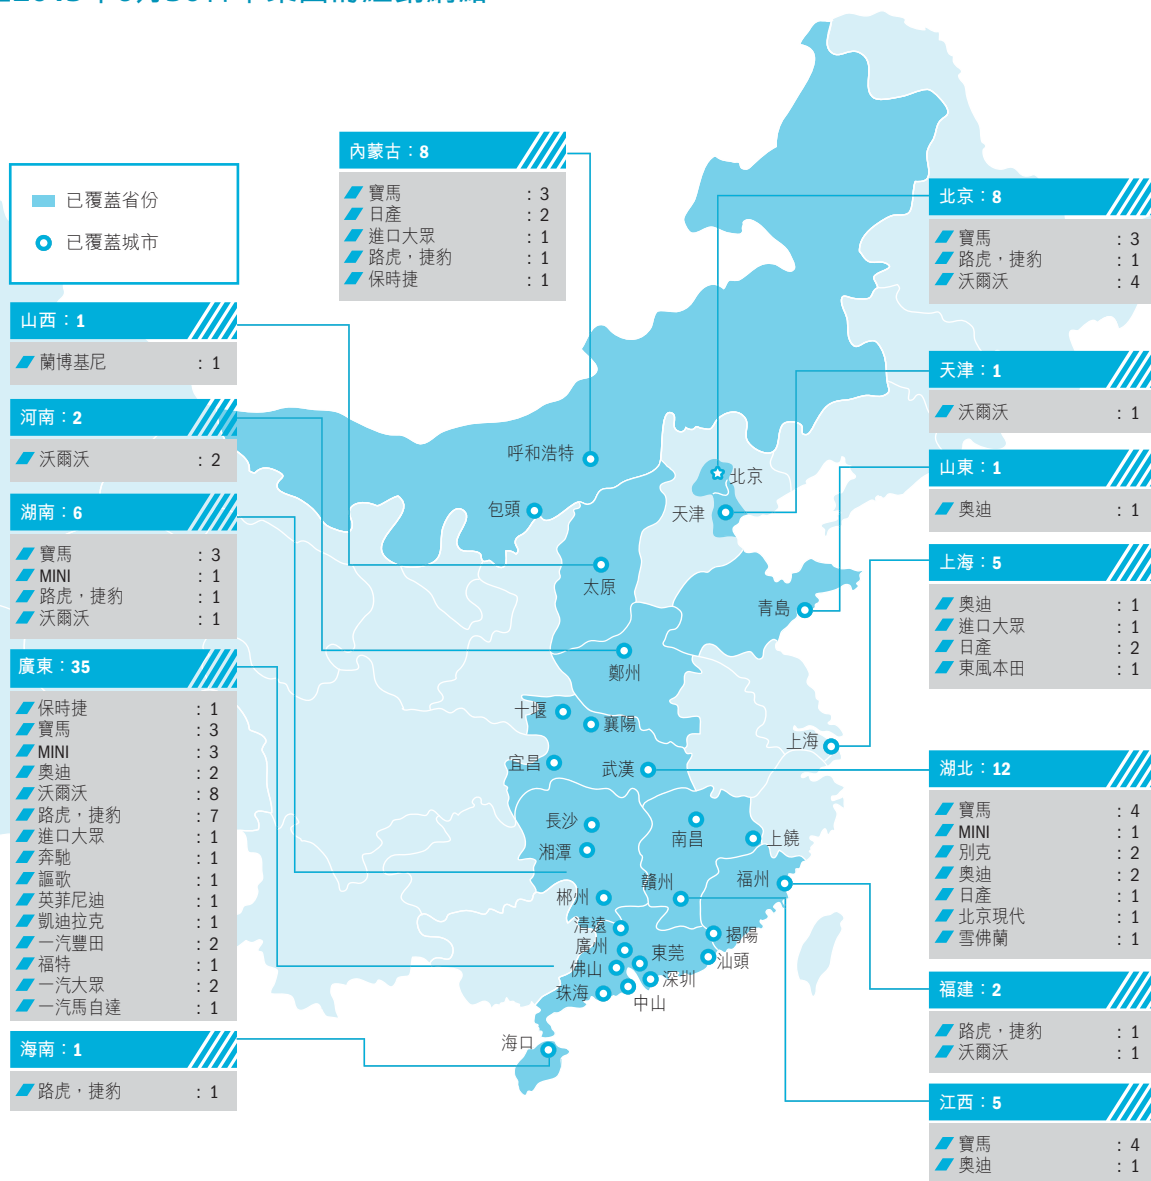 已覆蓋省份
已覆蓋城市
內蒙古：8
寶馬 : 3
日產 : 2
進口大眾 : 1
路虎，捷豹 : 1
保時捷 : 1
山西：1
蘭博基尼 : 1
河南：2
沃爾沃 : 2
湖南：6
寶馬 : 3
MINI : 1
路虎，捷豹 : 1
沃爾沃 : 1
廣東：35
保時捷 : 1
寶馬 : 3
MINI : 3
奧迪 : 2
沃爾沃 : 8
路虎，捷豹 : 7
進口大眾 : 1
奔馳 : 1
謳歌 : 1
英菲尼迪 : 1
凱迪拉克 : 1
一汽豐田 : 2
福特 : 1
一汽大眾 : 2
一汽馬自達 : 1
海南：1
路虎，捷豹 : 1
北京：8
寶馬 : 3
路虎，捷豹 : 1
沃爾沃 : 4
天津：1
沃爾沃 : 1
山東：1
奧迪 : 1
上海：5
奧迪 : 1
進口大眾 : 1
日產 : 2
東風本田 : 1
湖北：12
寶馬 : 4
MINI : 1
別克 : 2
奧迪 : 2
日產 : 1
北京現代 : 1
雪佛蘭 : 1
福建：2
路虎，捷豹 : 1
沃爾沃 : 1
江西：5
寶馬 : 4
奧迪 : 1
呼和浩特
北京
包頭
天津
太原
青島
鄭州
十堰
襄陽
上海
宜昌
武漢
長沙
南昌
上饒
湘潭
贛州
福州
郴州
清遠
揭陽
廣州
東莞
汕頭
佛山
深圳
珠海
中山
海口